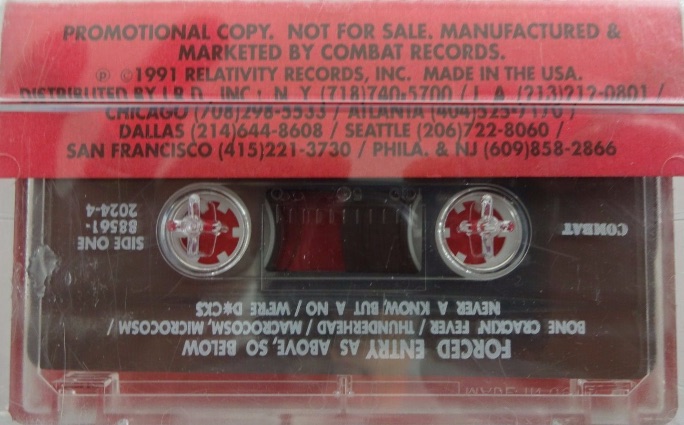 PROMOTIONAL COPY. NOT FOR SALE. MANUFACTURED &
MARKETED BY COMBAT RECORDS.
℗ ©1991 RELATIVITY RECORDS, INC. MADE IN THE USA.
DISTRIBUTED BY I.R.D., INC.: N. Y. (718)740-5700 / L. A. (213)212-0801 /
CHICAGO (708)298-5533 / ATLANTA (404)325-7170 /
DALLAS (214)644-8608 / SEATTLE (206)722-8060 /
SAN FRANCISCO (415)221-3730 / PHILA. & NJ (609)858-2866
COMBAT
SIDE ONE
88561-
2024-4
FORCED ENTRY AS ABOVE, SO BELOW
BONE CRACKIN' FEVER / THUNDERHEAD / MACROCOSM, MICROCOSM /
NEVER A KNOW, BUT A NO / WE'RE D*CKS